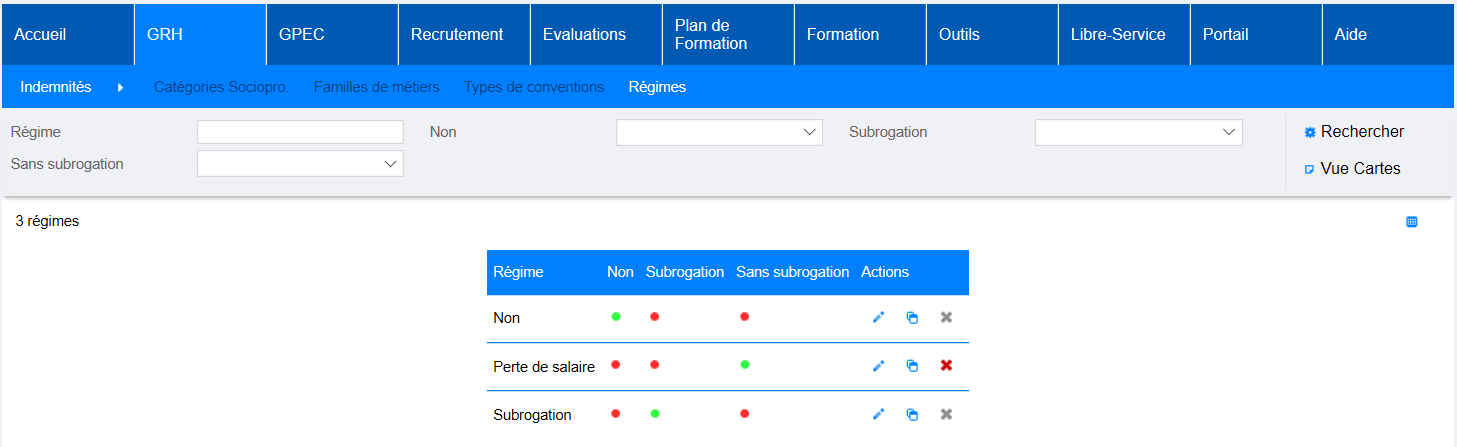 Accueil GRH GPEC Recrutement Evaluations Plan de Formation Formation Outils Libre-Service Portail Aide
Indemnités Catégories Sociopro. Familles de métiers Types de conventions Régimes
Régime Non Subrogation Rechercher
Sans subrogation Vue Cartes
3 régimes
Régime Non Subrogation Sans subrogation Actions
Non
Perte de salaire
Subrogation